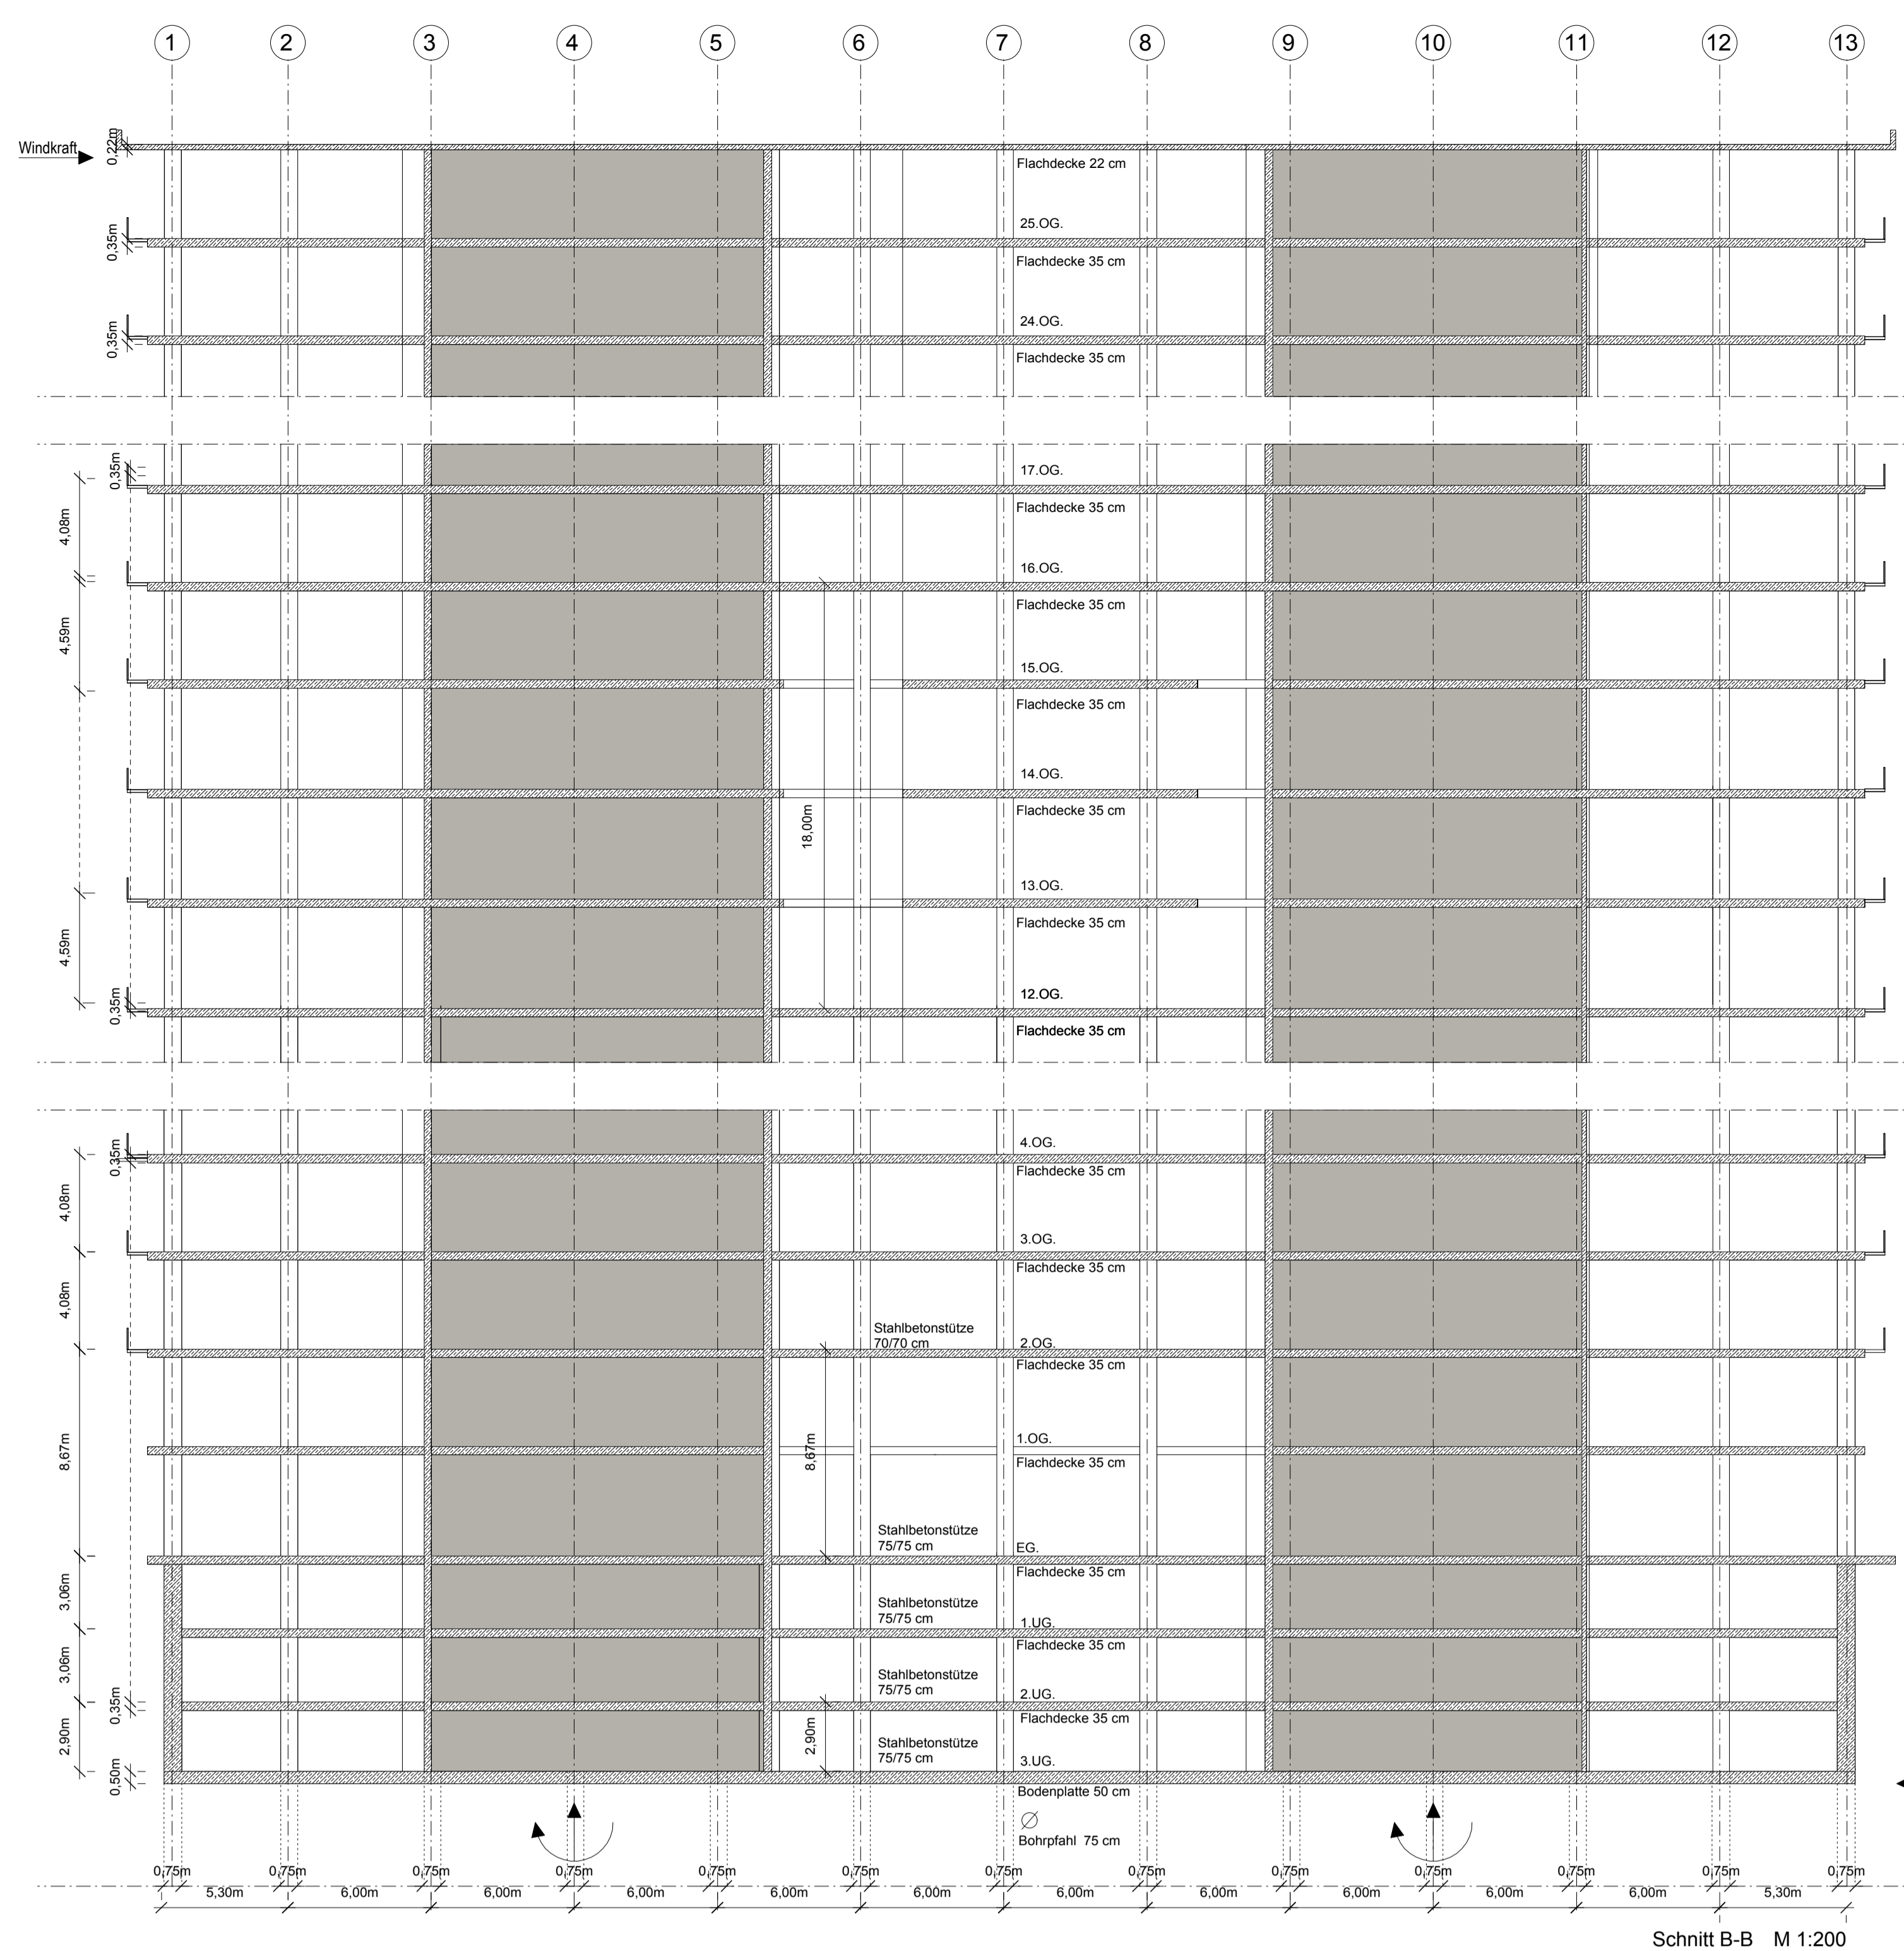 1 2 3 4 5 6 7 8 9 10 11 12 13
Windkraft
0,22m
Flachdecke 22 cm
25.OG.
0,35m
Flachdecke 35 cm
24.OG.
0,35m
Flachdecke 35 cm
0,35m
17.OG.
Flachdecke 35 cm
4,08m
16.OG.
Flachdecke 35 cm
4,59m
15.OG.
Flachdecke 35 cm
14.OG.
Flachdecke 35 cm
18,00m
13.OG.
Flachdecke 35 cm
4,59m
12.OG.
0,35m
Flachdecke 35 cm
4.OG.
0,35m
Flachdecke 35 cm
4,08m
3.OG.
Flachdecke 35 cm
4,08m
Stahlbetonstütze
70/70 cm
2.OG.
Flachdecke 35 cm
8,67m
8,67m
1.OG.
Flachdecke 35 cm
Stahlbetonstütze
75/75 cm
EG.
Flachdecke 35 cm
3,06m
Stahlbetonstütze
75/75 cm
1.UG.
Flachdecke 35 cm
3,06m
Stahlbetonstütze
75/75 cm
2.UG.
0,35m
Flachdecke 35 cm
2,90m
2,90m
Stahlbetonstütze
75/75 cm
3.UG.
0,50m
Bodenplatte 50 cm
Bohrpfahl 75 cm
0,75m 0,75m 0,75m 0,75m 0,75m 0,75m 0,75m 0,75m 0,75m 0,75m 0,75m 0,75m 0,75m
5,30m 6,00m 6,00m 6,00m 6,00m 6,00m 6,00m 6,00m 6,00m 6,00m 6,00m 5,30m
Schnitt B-B M 1:200